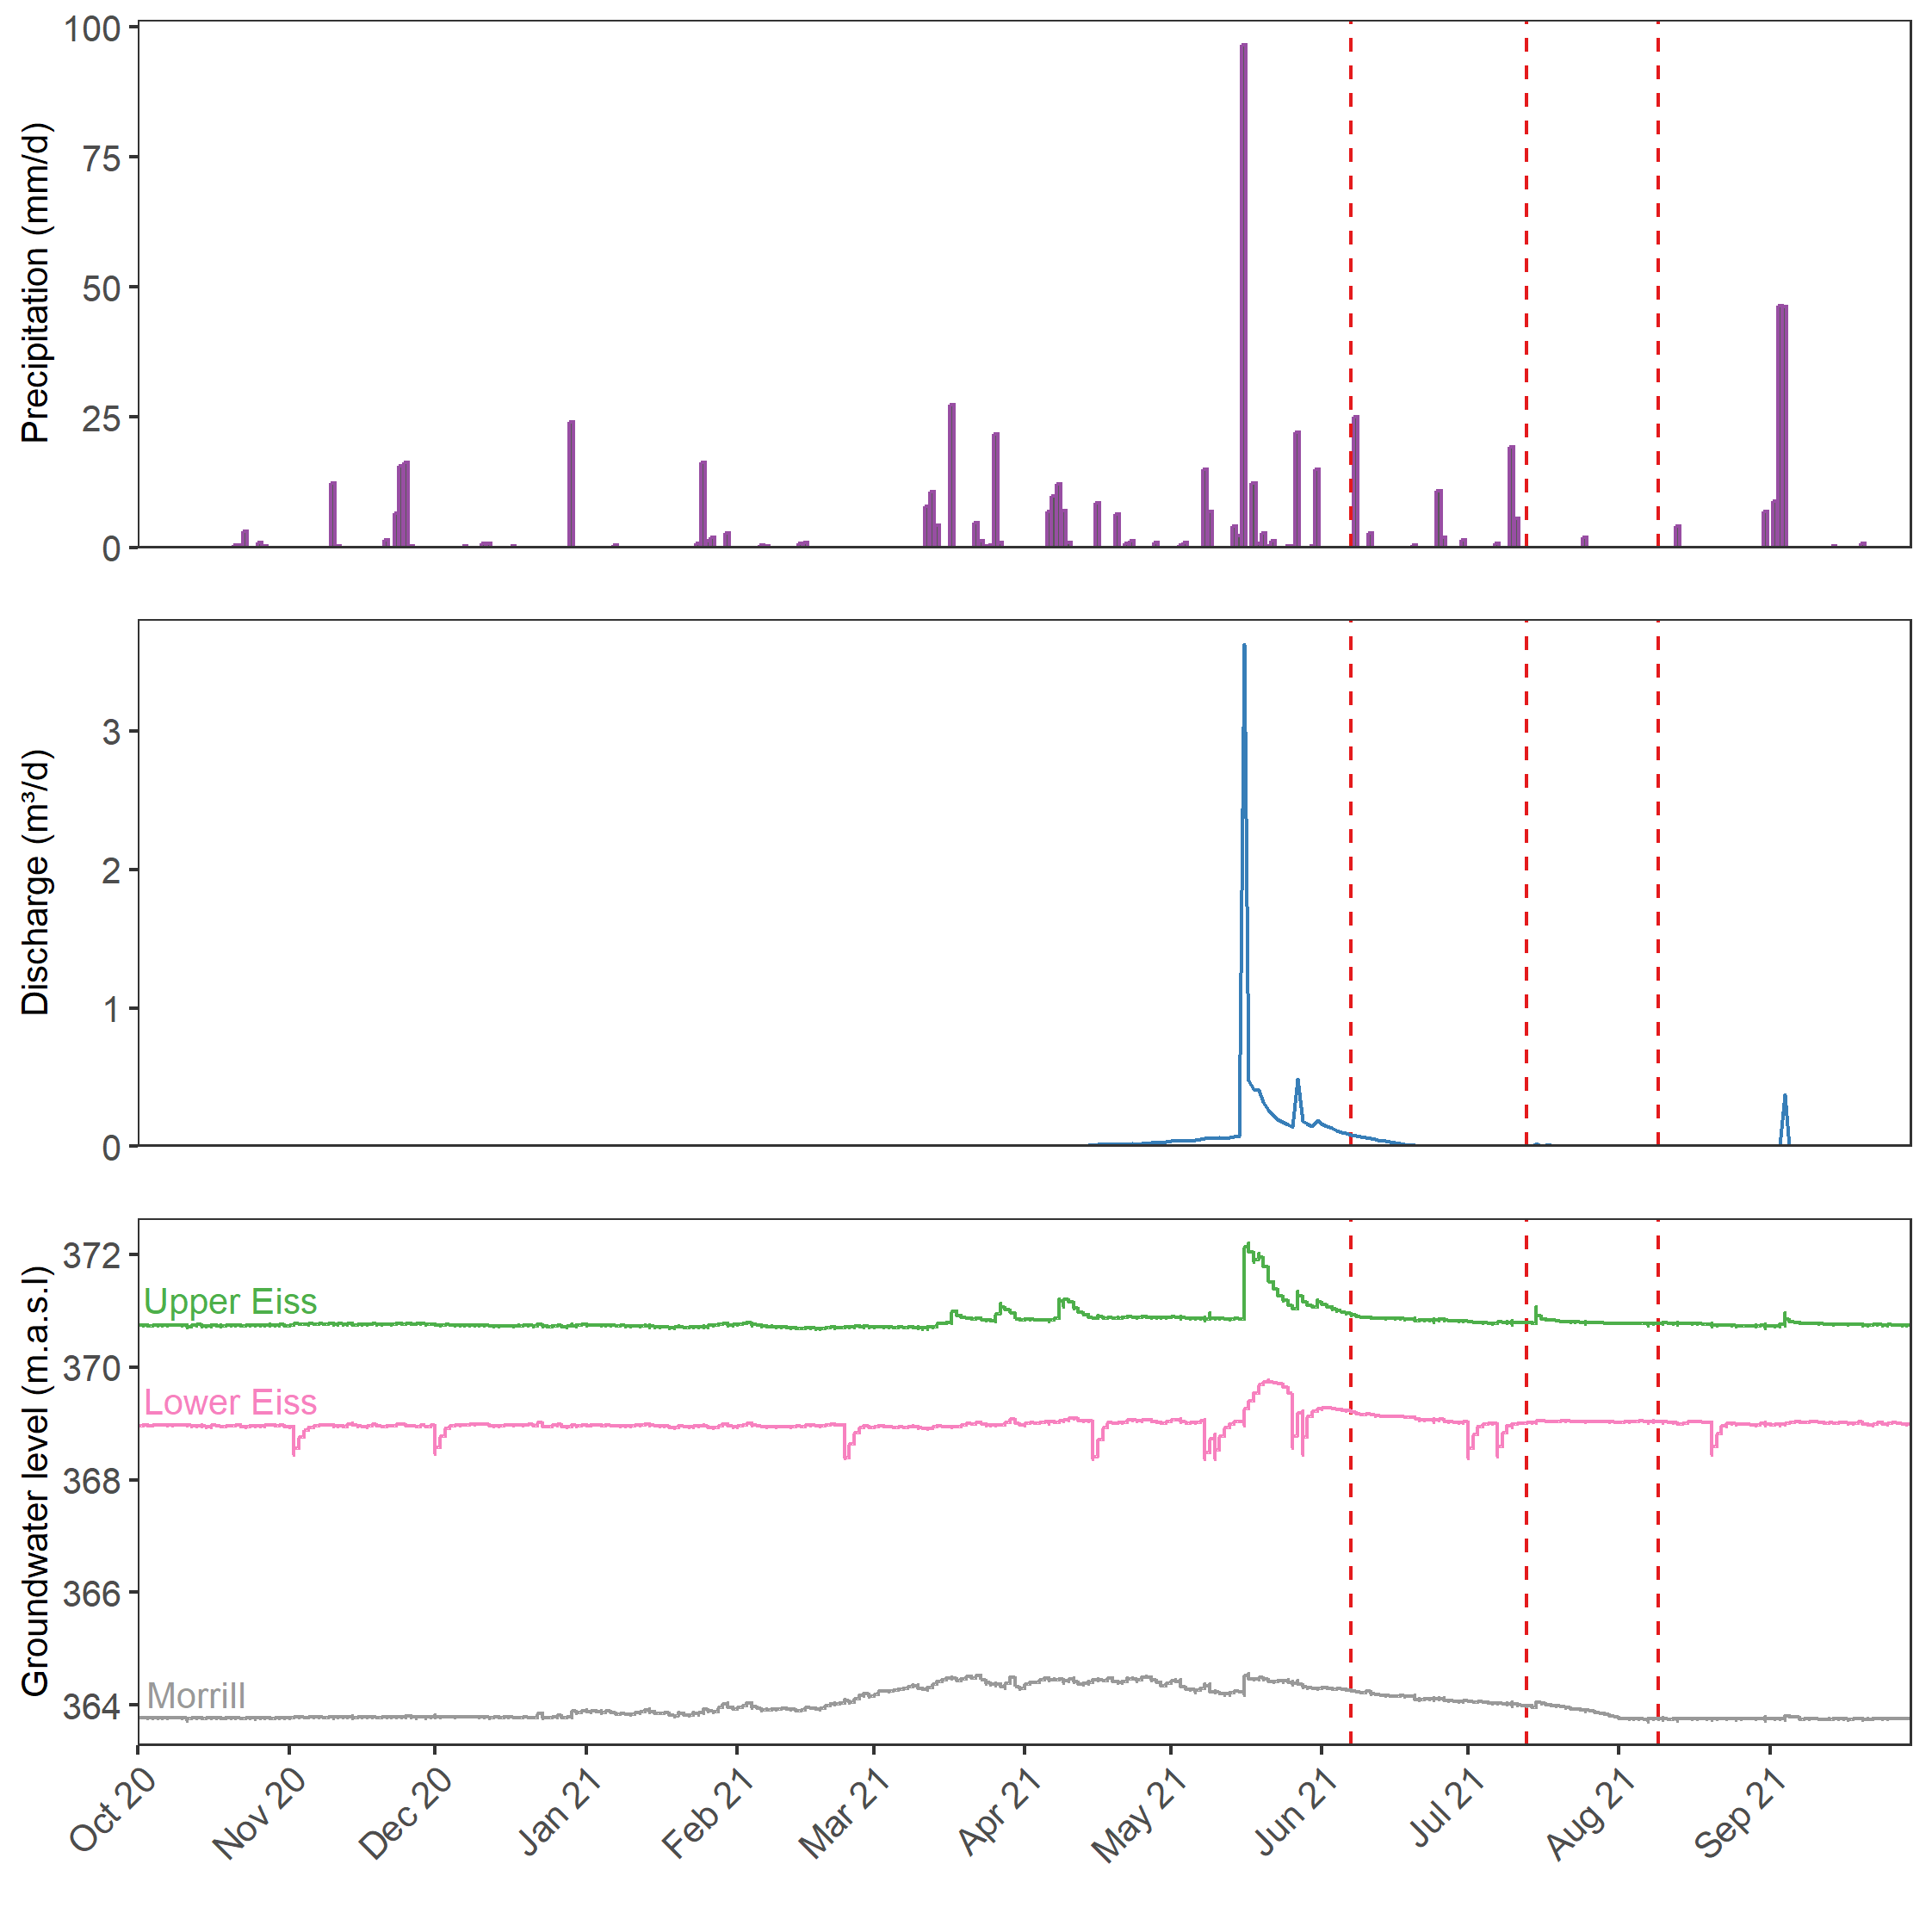 Precipitation (mm/d)
100
75
50
25
0
Discharge (m³/d)
3
2
1
0
Groundwater level (m.a.s.l)
372
370
368
366
364
Upper Eiss
Lower Eiss
Morrill
Oct 20
Nov 20
Dec 20
Jan 21
Feb 21
Mar 21
Apr 21
May 21
Jun 21
Jul 21
Aug 21
Sep 21